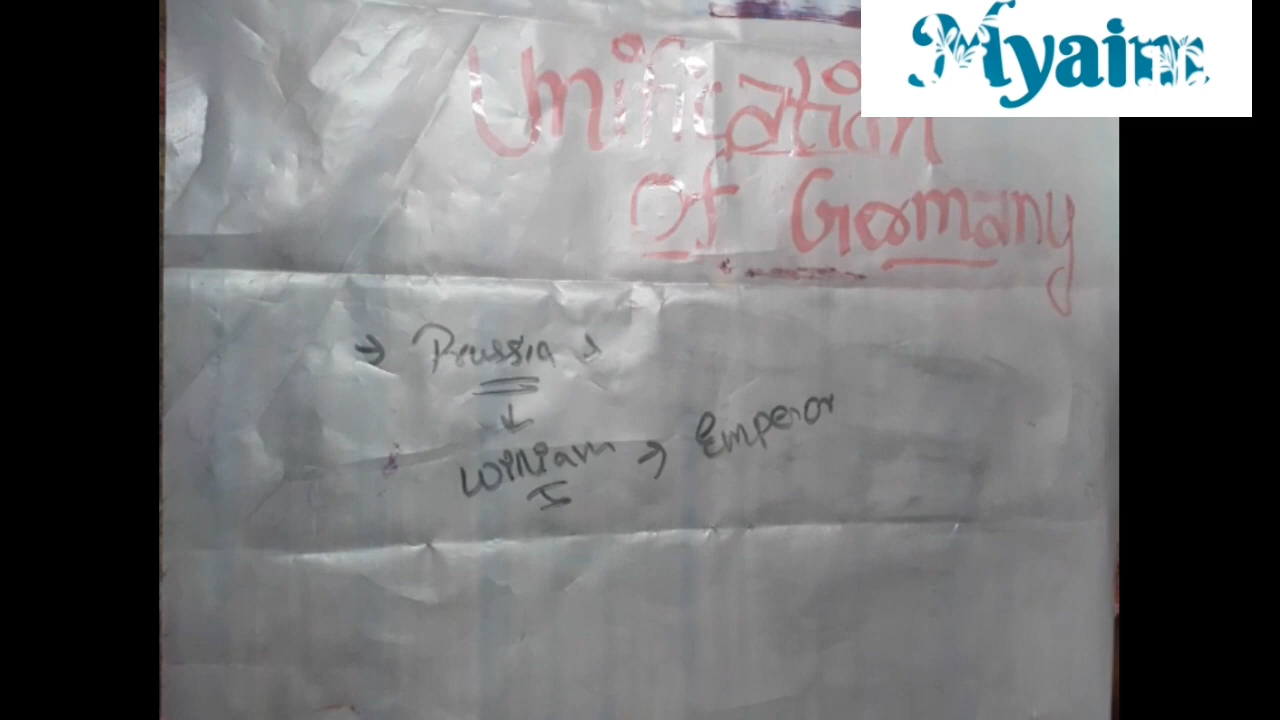 Myaim
Unification
Of Germany
→ Prussia
↓
William → Emperor
I